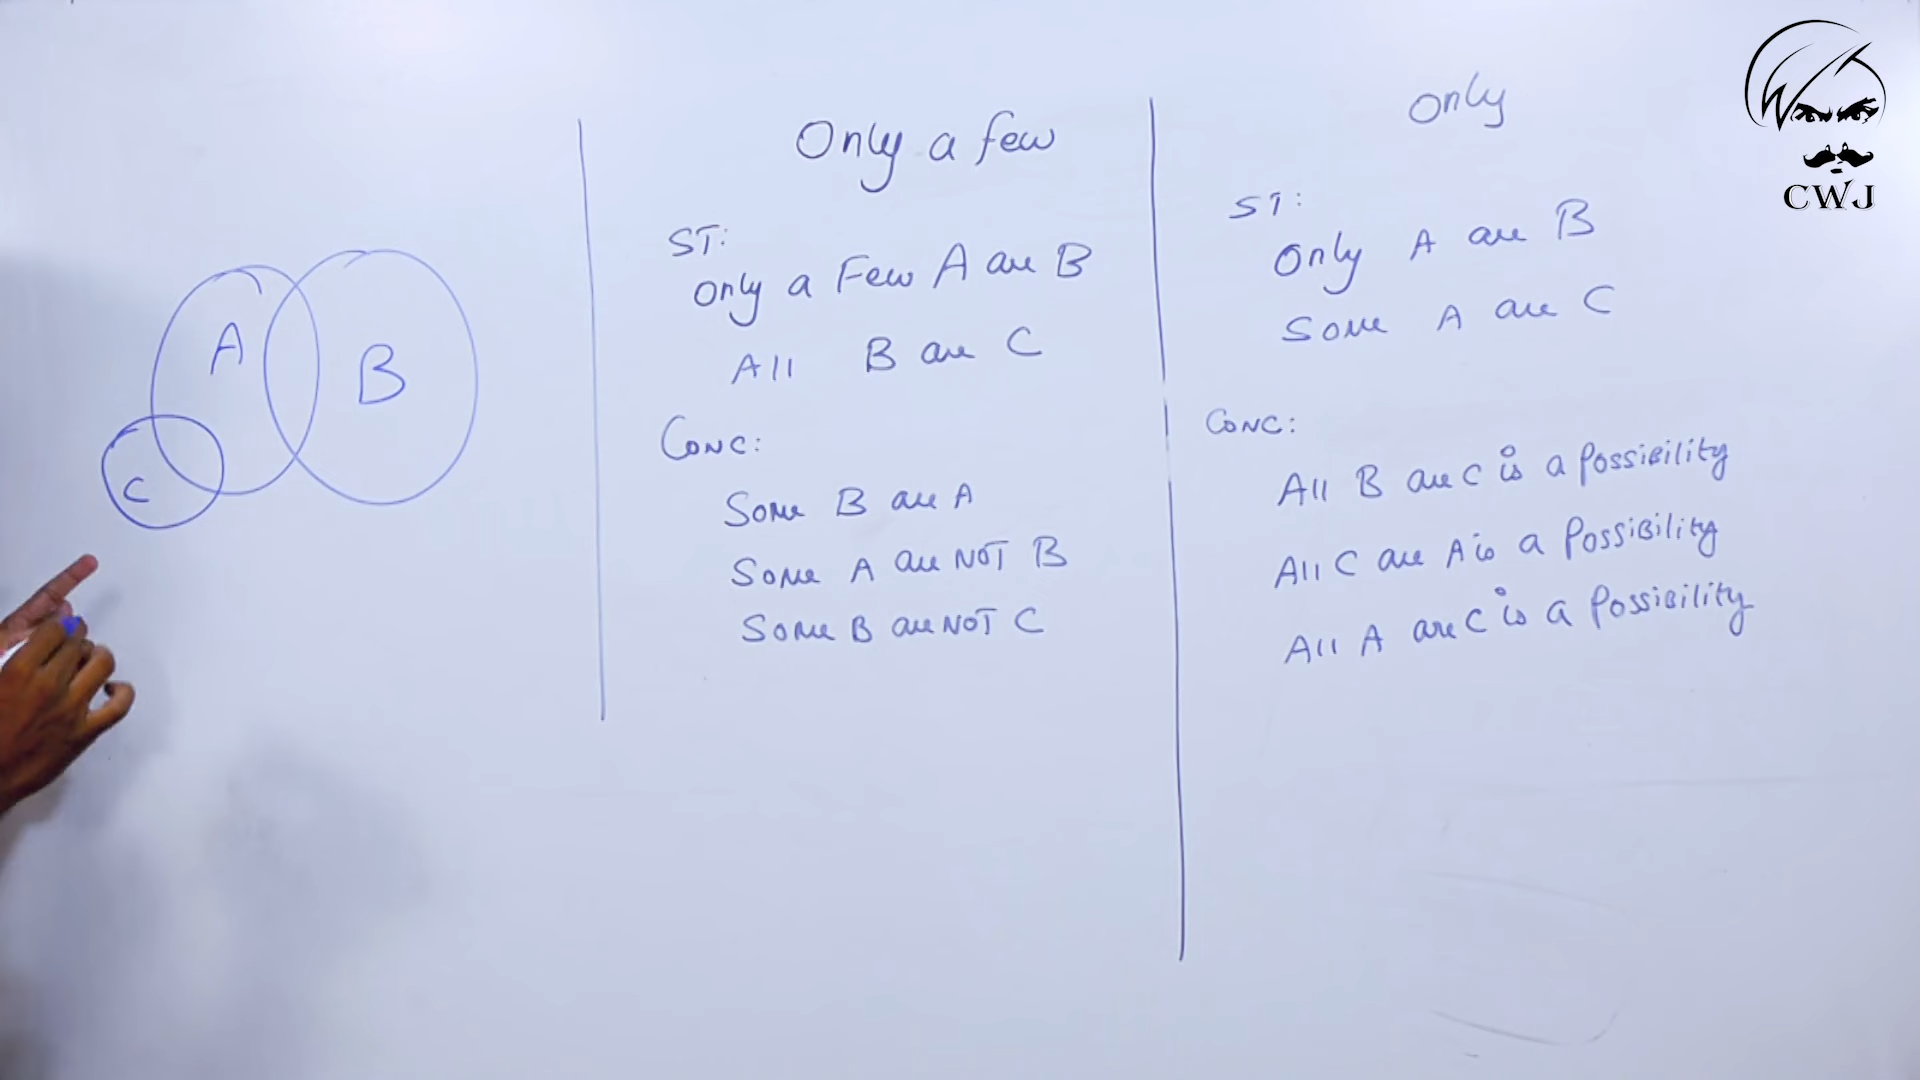 A
B
C
Only a few
ST:
Only a Few A are B
All B are C
Conc:
Some B are A
Some A are NOT B
Some B are NOT C
Only
ST:
Only A are B
Some A are C
Conc:
All B are C is a Possibility
All C are A is a Possibility
All A are C is a Possibility
CWJ